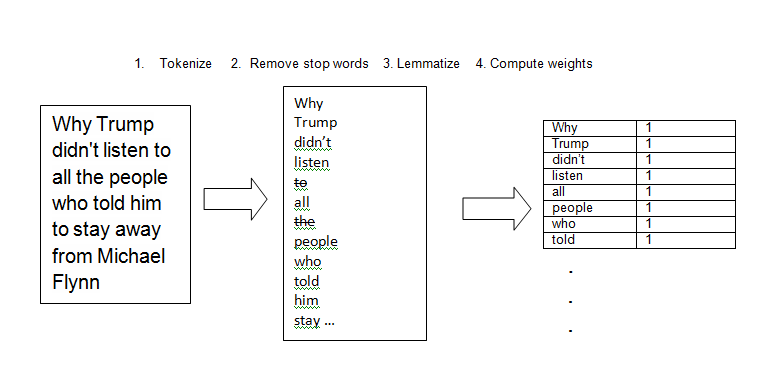 1. Tokenize 2. Remove stop words 3. Lemmatize 4. Compute weights
Why Trump
didn't listen to
all the people
who told him
to stay away
from Michael
Flynn
Why
Trump
didn't
listen
to
all
the
people
who
told
him
stay ...
Why 1
Trump 1
didn't 1
listen 1
all 1
people 1
who 1
told 1
.
.
.